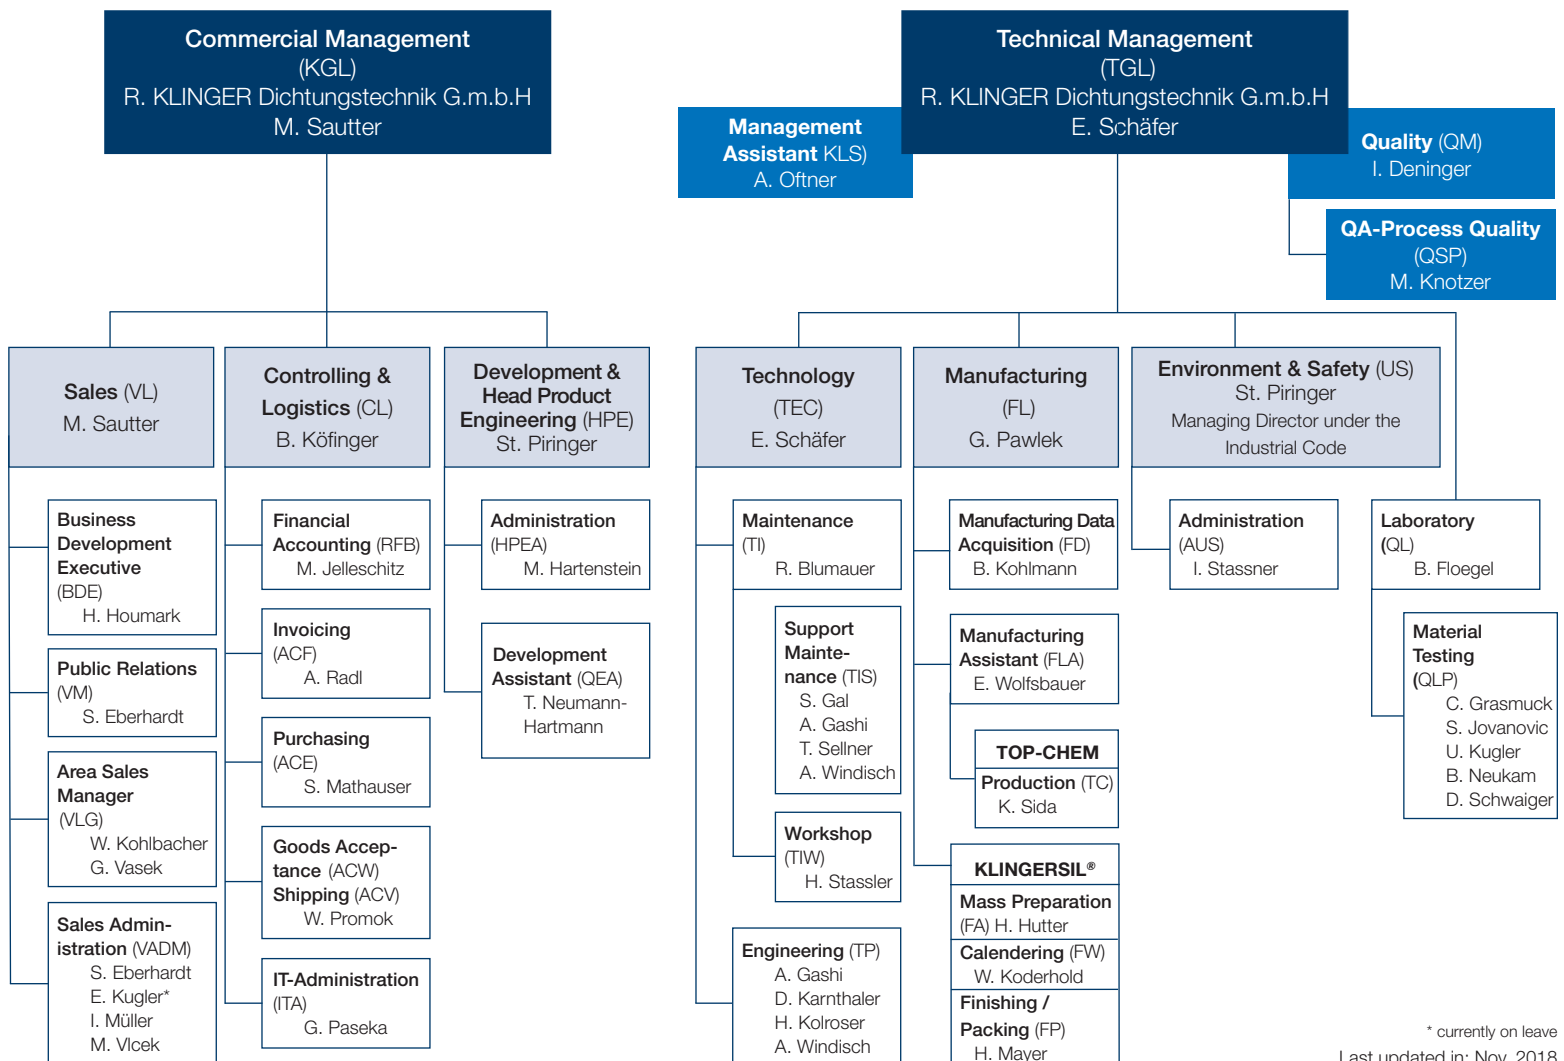 Commercial Management
(KGL)
R. KLINGER Dichtungstechnik G.m.b.H
M. Sautter
Technical Management
(TGL)
R. KLINGER Dichtungstechnik G.m.b.H
E. Schäfer
Management
Assistant KLS)
A. Oftner
Quality (QM)
I. Deninger
QA-Process Quality
(QSP)
M. Knotzer
Sales (VL)
M. Sautter
Business
Development
Executive
(BDE)
H. Houmark
Public Relations
(VM)
S. Eberhardt
Area Sales
Manager
(VLG)
W. Kohlbacher
G. Vasek
Sales Admin-
istration (VADM)
S. Eberhardt
E. Kugler*
I. Müller
M. Vlcek
Controlling &
Logistics (CL)
B. Köfinger
Financial
Accounting (RFB)
M. Jelleschitz
Invoicing
(ACF)
A. Radl
Purchasing
(ACE)
S. Mathauser
Goods Accep-
tance (ACW)
Shipping (ACV)
W. Promok
IT-Administration
(ITA)
G. Paseka
Development &
Head Product
Engineering (HPE)
St. Piringer
Administration
(HPEA)
M. Hartenstein
Development
Assistant (QEA)
T. Neumann-
Hartmann
Technology
(TEC)
E. Schäfer
Maintenance
(TI)
R. Blumauer
Support
Mainte-
nance (TIS)
S. Gal
A. Gashi
T. Sellner
A. Windisch
Workshop
(TIW)
H. Stassler
Engineering (TP)
A. Gashi
D. Karnthaler
H. Kolroser
A. Windisch
Manufacturing
(FL)
G. Pawlek
Manufacturing Data
Acquisition (FD)
B. Kohlmann
Manufacturing
Assistant (FLA)
E. Wolfsbauer
TOP-CHEM
Production (TC)
K. Sida
KLINGERSIL®
Mass Preparation
(FA) H. Hutter
Calendering (FW)
W. Koderhold
Finishing /
Packing (FP)
H. Mayer
Environment & Safety (US)
St. Piringer
Managing Director under the
Industrial Code
Administration
(AUS)
I. Stassner
Laboratory
(QL)
B. Floegel
Material
Testing
(QLP)
C. Grasmuck
S. Jovanovic
U. Kugler
B. Neukam
D. Schwaiger
* currently on leave
Last updated in: Nov. 2018